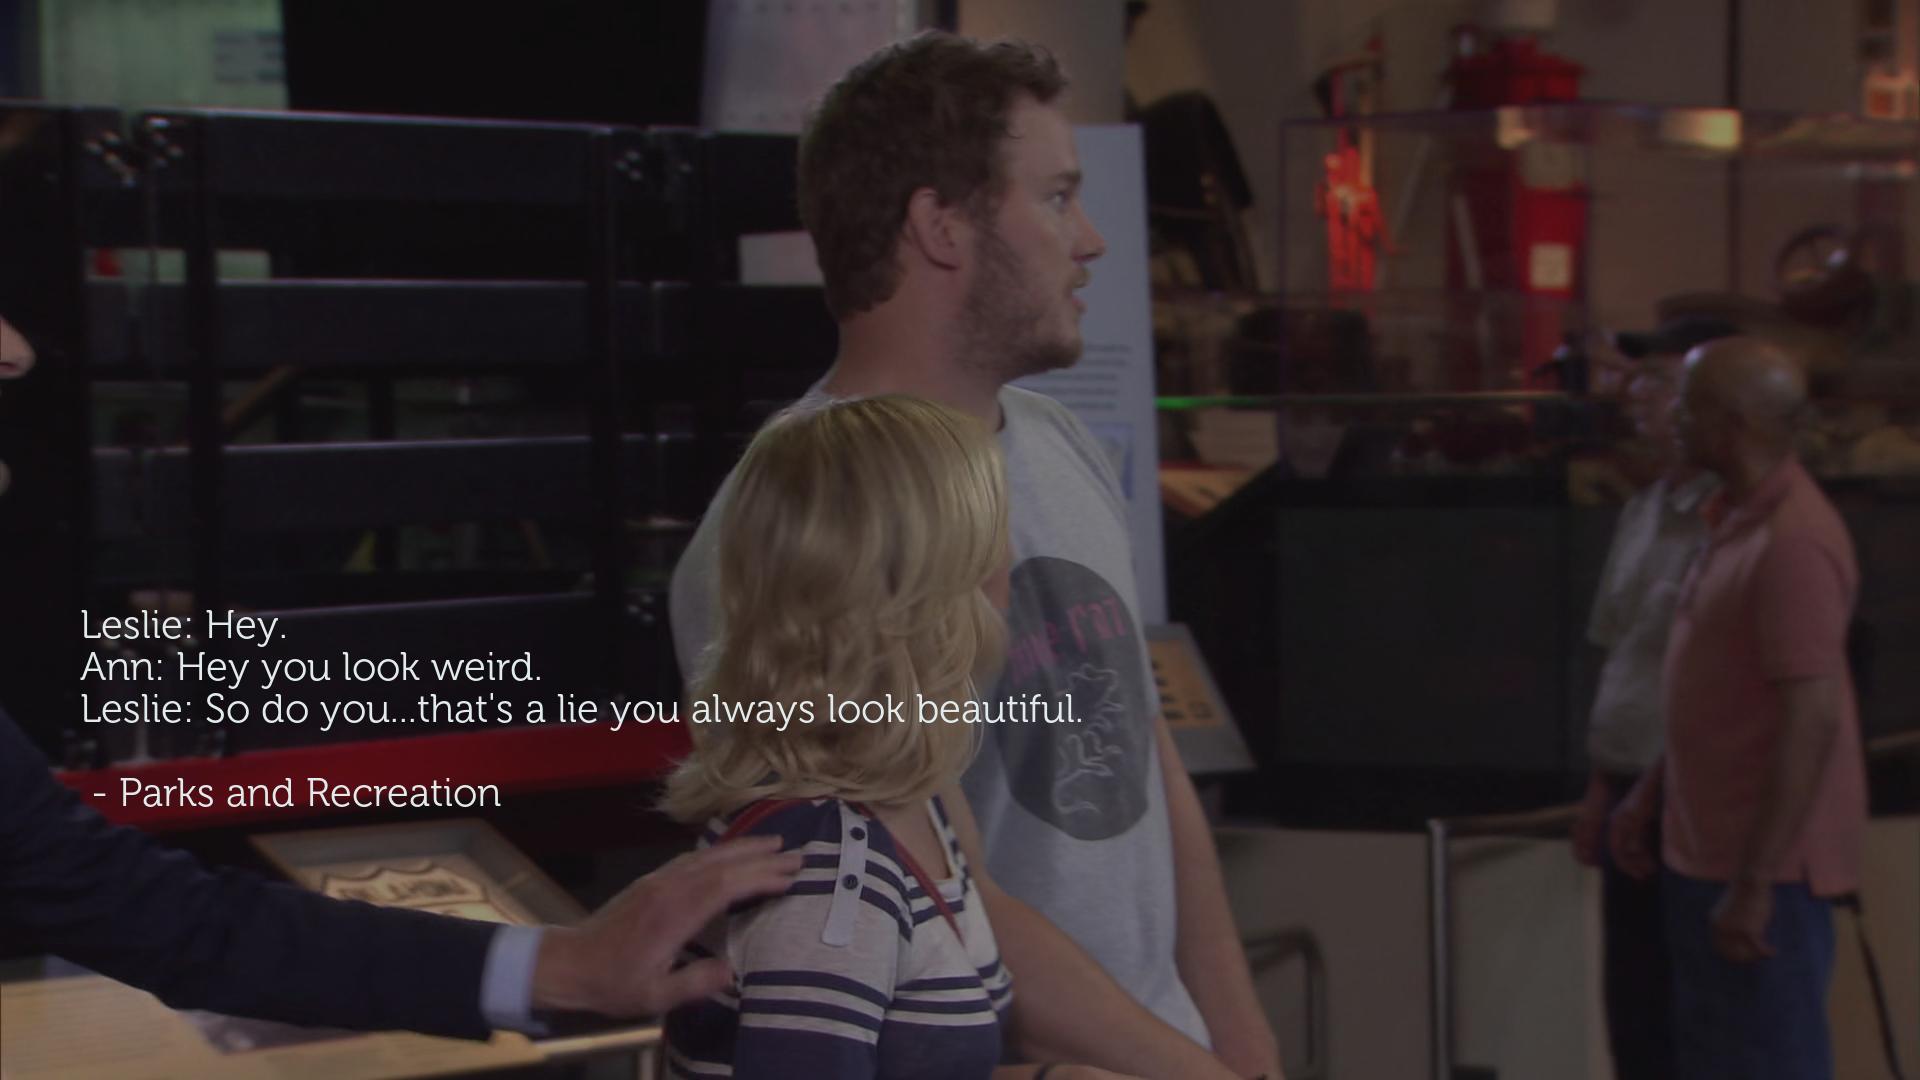 Leslie: Hey.
Ann: Hey you look weird.
Leslie: So do you...that's a lie you always look beautiful.
- Parks and Recreation